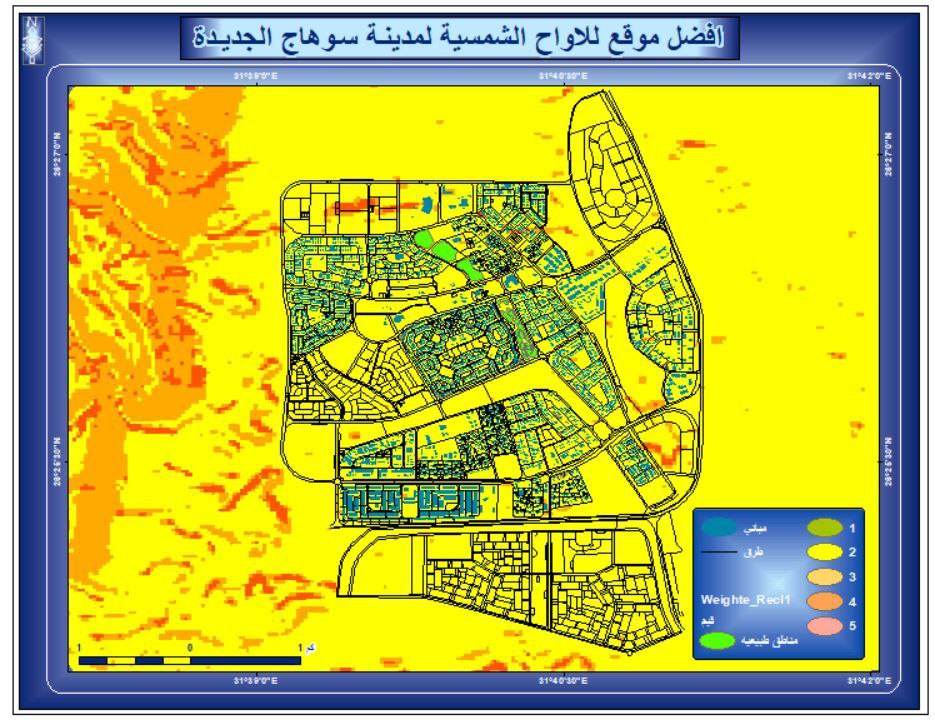 افضل موقع للاواح الشمسية لمدينة سوهاج الجديدة
N
31°39'0"E 31°40'30"E 31°42'0"E
26°27'0"N 26°27'0"N
26°25'30"N 26°25'30"N
مباني 1
طرق 2
3
Weighte_Recl1 4
قيم 5
مناطق طبيعيه
1 0 1 كم
31°39'0"E 31°40'30"E 31°42'0"E